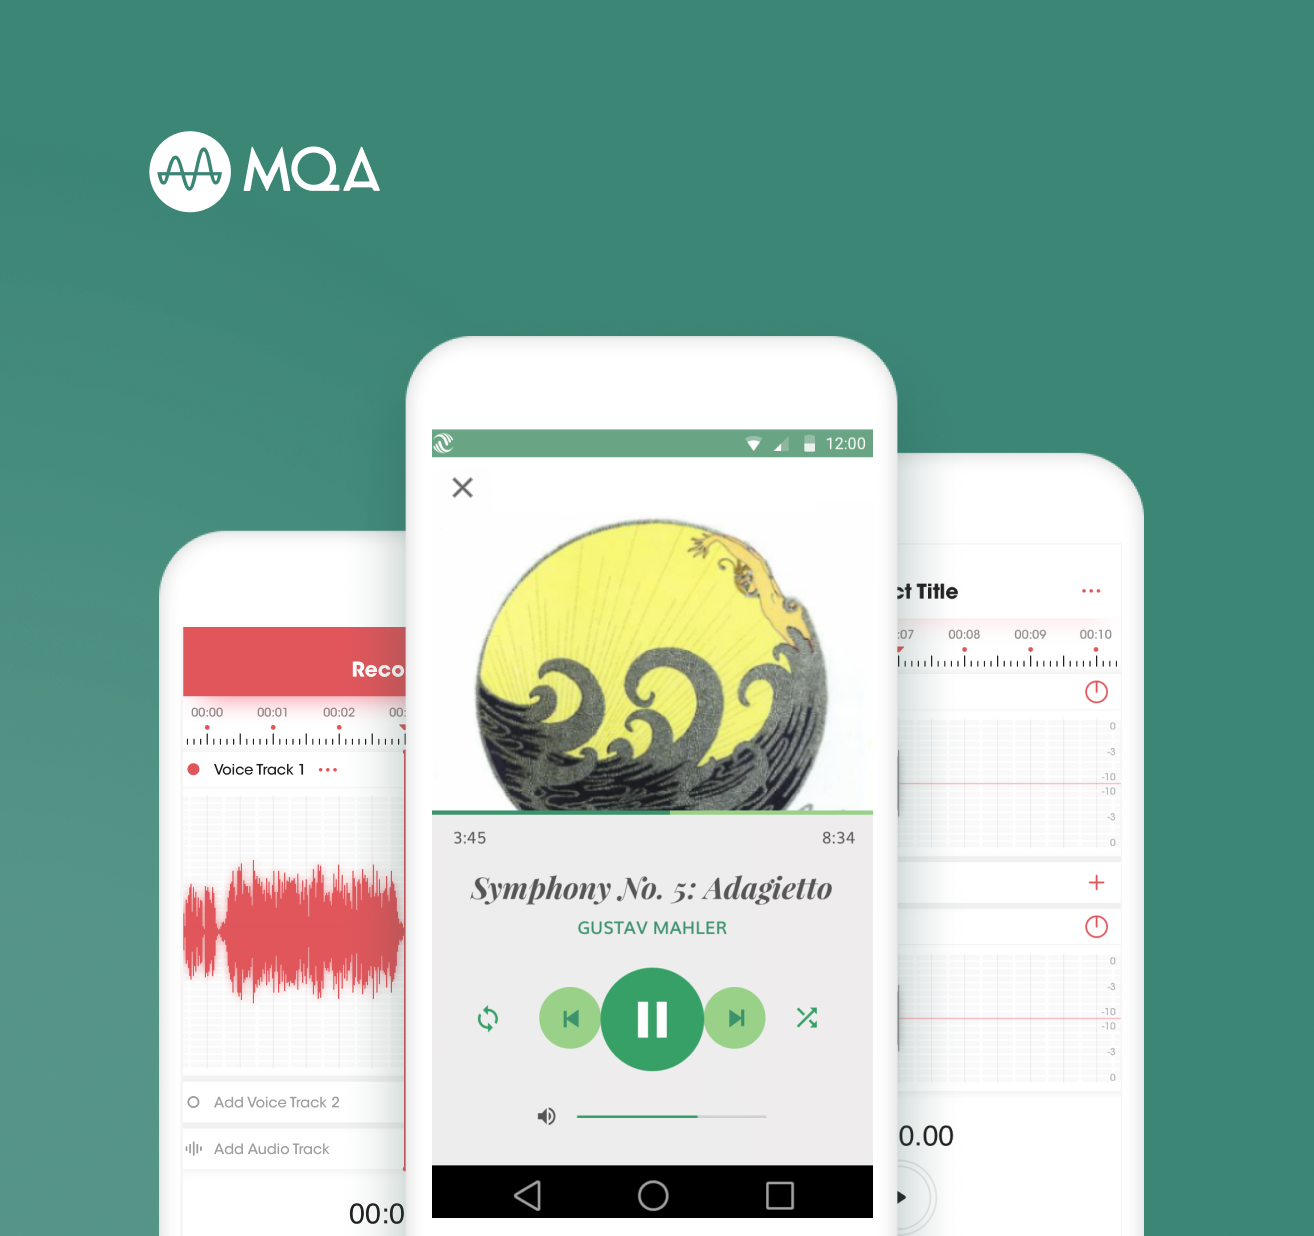 MQA
12:00
ct Title
:07 00:08 00:09 00:10
Reco
00:00 00:01 00:02 00:
Voice Track 1
0
-3
-10
-10
-3
0
3:45 8:34
Symphony No. 5: Adagietto
GUSTAV MAHLER
0
-3
-10
-10
-3
0
Add Voice Track 2
Add Audio Track
0.00
00:0